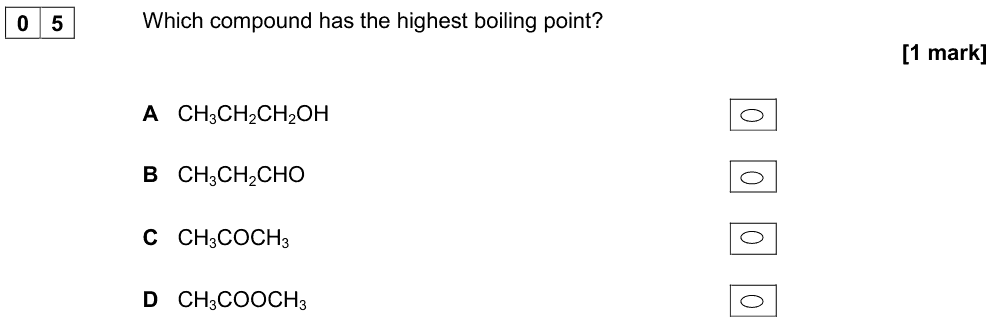 0 5 Which compound has the highest boiling point?
[1 mark]
A CH₃CH₂CH₂OH
B CH₃CH₂CHO
C CH₃COCH₃
D CH₃COOCH₃